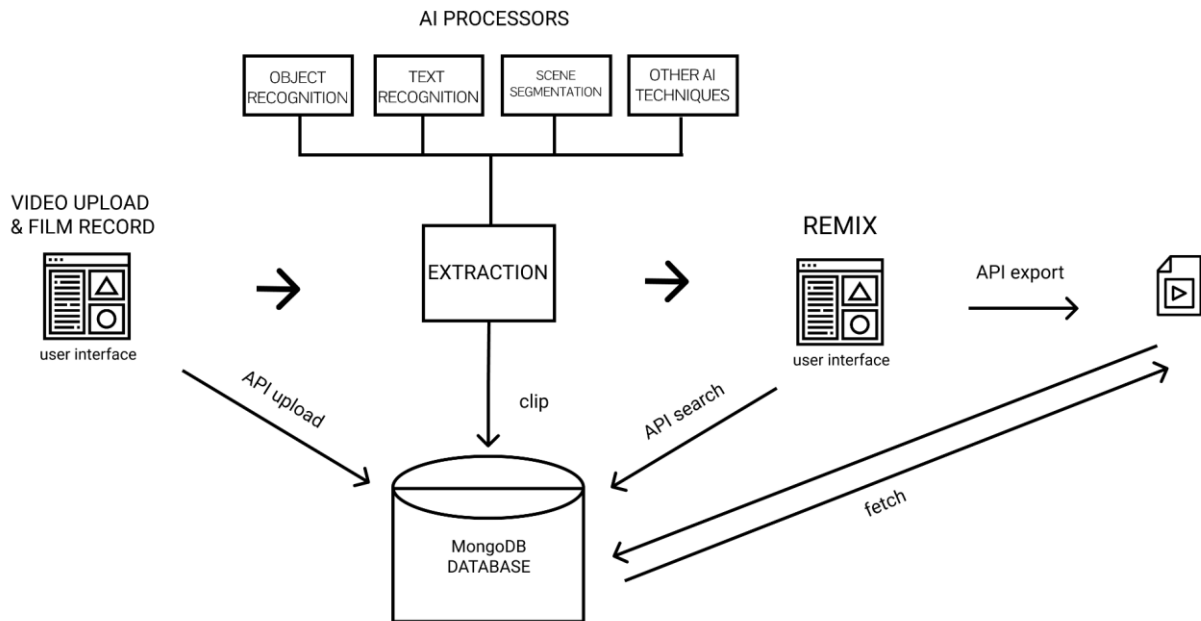 AI PROCESSORS
OBJECT
RECOGNITION
TEXT
RECOGNITION
SCENE
SEGMENTATION
OTHER AI
TECHNIQUES
VIDEO UPLOAD
& FILM RECORD
user interface
EXTRACTION
REMIX
user interface
API export
API upload
clip
API search
fetch
MongoDB
DATABASE